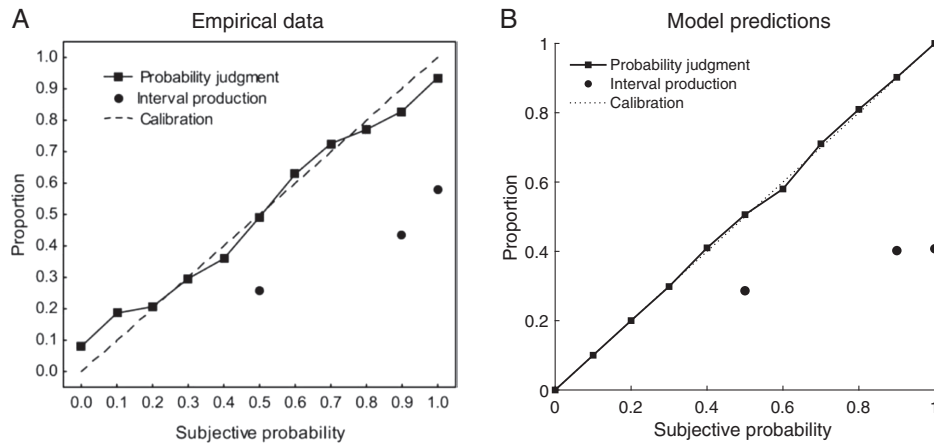 A
Empirical data
1.0
0.9
0.8
0.7
0.6
0.5
0.4
0.3
0.2
0.1
0.0
Proportion
Probability judgment
Interval production
Calibration
0.0 0.1 0.2 0.3 0.4 0.5 0.6 0.7 0.8 0.9 1.0
Subjective probability
B
Model predictions
1
0.8
0.6
0.4
0.2
0
Proportion
Probability judgment
Interval production
Calibration
0 0.2 0.4 0.6 0.8 1
Subjective probability